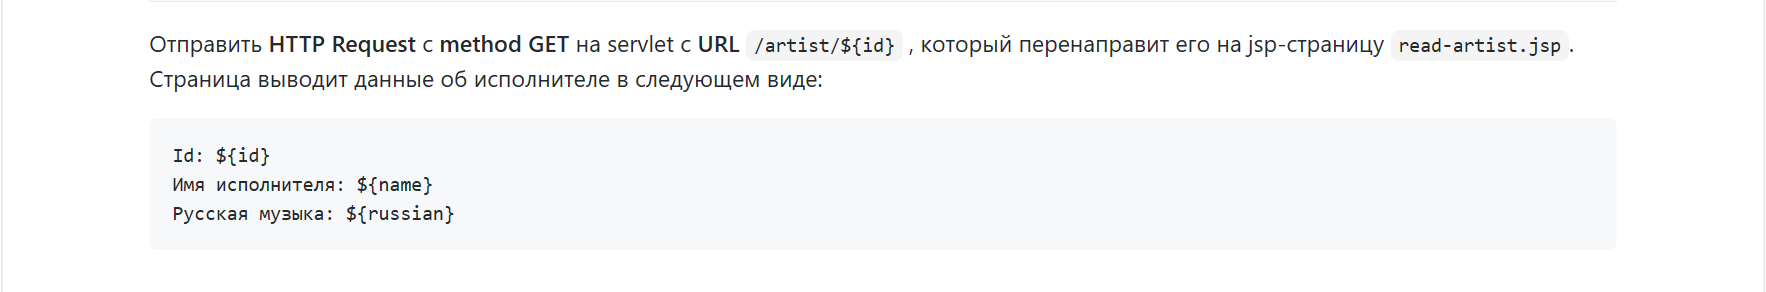 Отправить HTTP Request с method GET на servlet с URL /artist/${id} , который перенаправит его на jsp-страницу read-artist.jsp.
Страница выводит данные об исполнителе в следующем виде:
Id: ${id}
Имя исполнителя: ${name}
Русская музыка: ${russian}